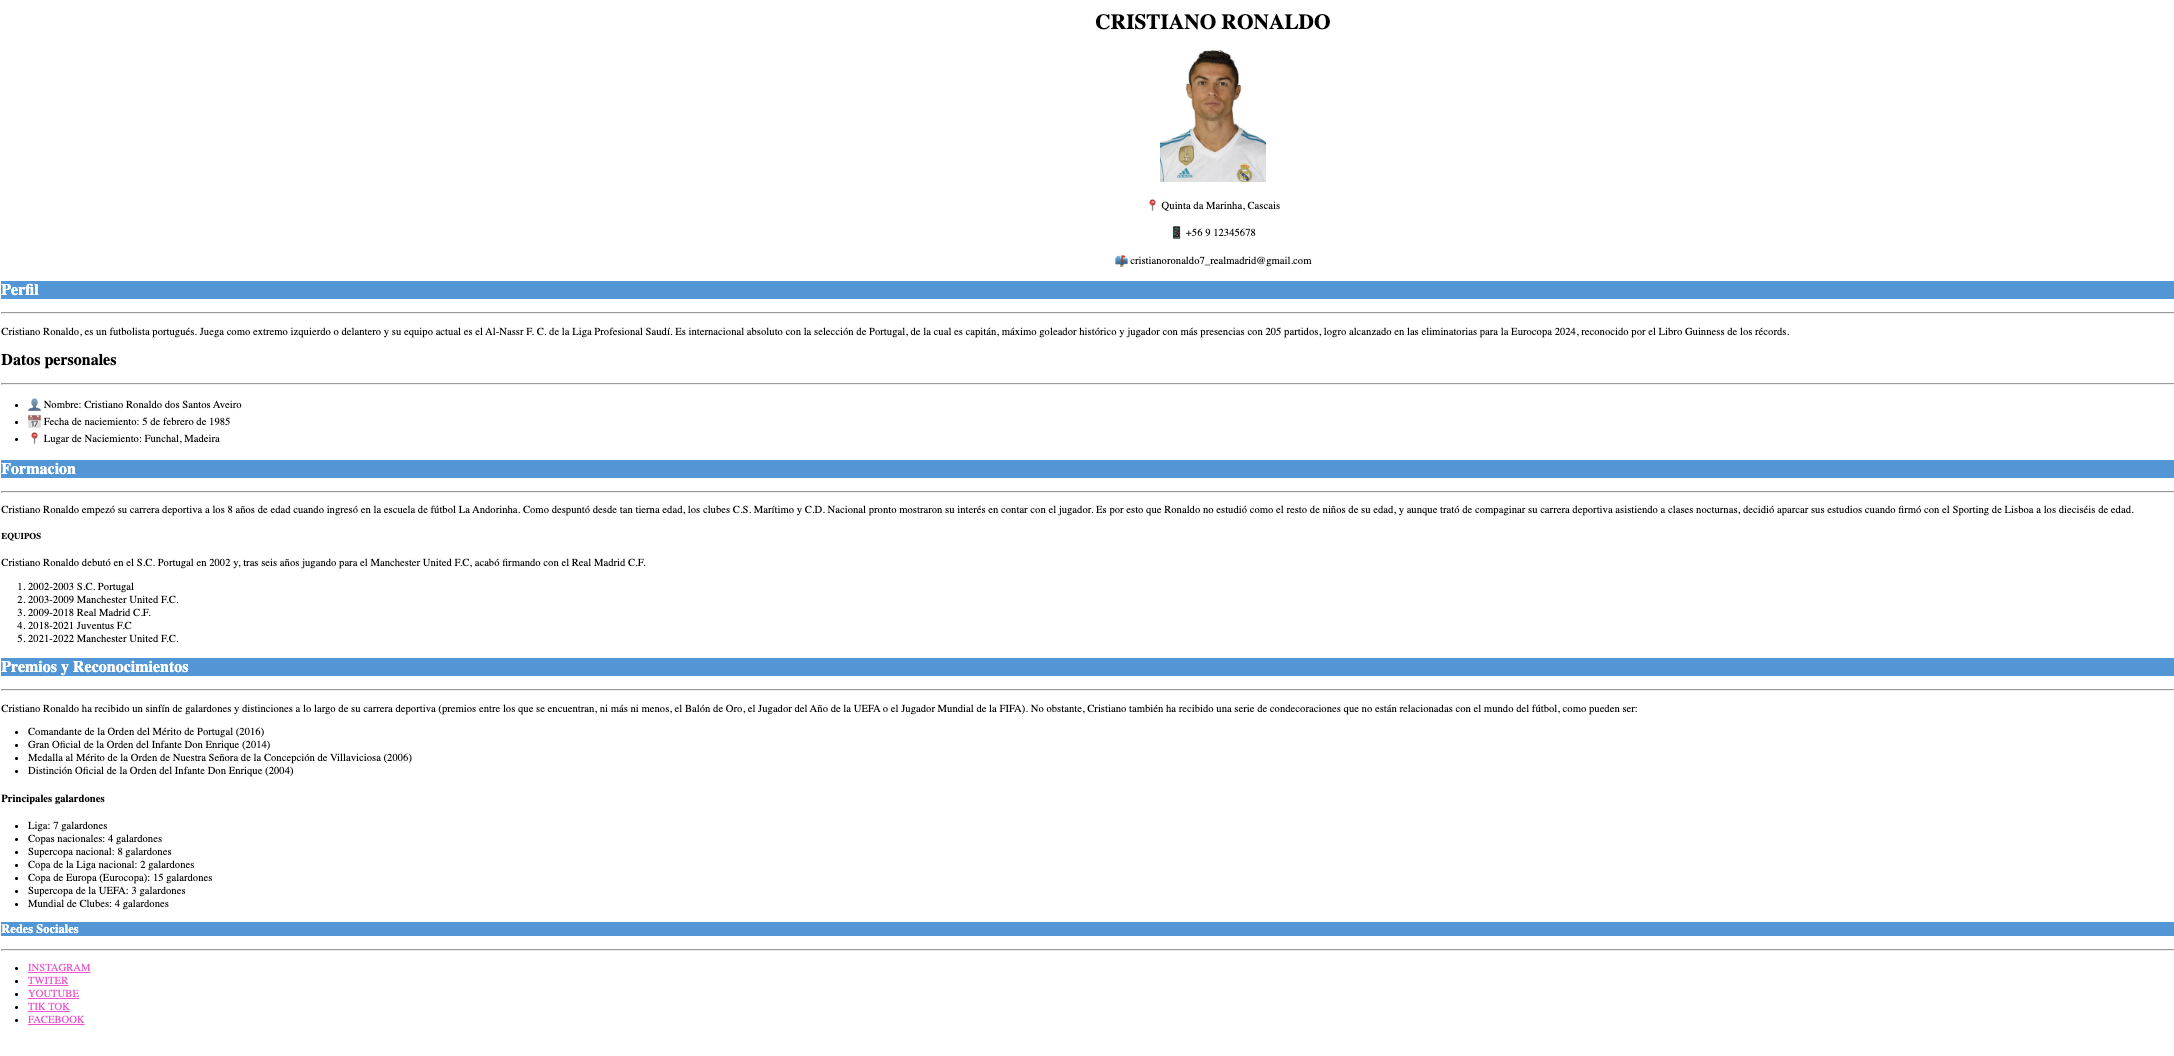 CRISTIANO RONALDO
📍 Quinta da Marinha, Cascais
📱 +56 9 12345678
📫 cristianoronaldo7_realmadrid@gmail.com
Perfil
Cristiano Ronaldo, es un futbolista portugués. Juega como extremo izquierdo o delantero y su equipo actual es el Al-Nassr F. C. de la Liga Profesional Saudí. Es internacional absoluto con la selección de Portugal, de la cual es capitán, máximo goleador histórico y jugador con más presencias con 205 partidos, logro alcanzado en las eliminatorias para la Eurocopa 2024, reconocido por el Libro Guinness de los récords.
Datos personales
• 👤 Nombre: Cristiano Ronaldo dos Santos Aveiro
• 📅 Fecha de naciemiento: 5 de febrero de 1985
• 📍 Lugar de Naciemiento: Funchal, Madeira
Formacion
Cristiano Ronaldo empezó su carrera deportiva a los 8 años de edad cuando ingresó en la escuela de fútbol La Andorinha. Como despuntó desde tan tierna edad, los clubes C.S. Marítimo y C.D. Nacional pronto mostraron su interés en contar con el jugador. Es por esto que Ronaldo no estudió como el resto de niños de su edad, y aunque trató de compaginar su carrera deportiva asistiendo a clases nocturnas, decidió aparcar sus estudios cuando firmó con el Sporting de Lisboa a los dieciséis de edad.
EQUIPOS
Cristiano Ronaldo debutó en el S.C. Portugal en 2002 y, tras seis años jugando para el Manchester United F.C, acabó firmando con el Real Madrid C.F.
1. 2002-2003 S.C. Portugal
2. 2003-2009 Manchester United F.C.
3. 2009-2018 Real Madrid C.F.
4. 2018-2021 Juventus F.C
5. 2021-2022 Manchester United F.C.
Premios y Reconocimientos
Cristiano Ronaldo ha recibido un sinfín de galardones y distinciones a lo largo de su carrera deportiva (premios entre los que se encuentran, ni más ni menos, el Balón de Oro, el Jugador del Año de la UEFA o el Jugador Mundial de la FIFA). No obstante, Cristiano también ha recibido una serie de condecoraciones que no están relacionadas con el mundo del fútbol, como pueden ser:
• Comandante de la Orden del Mérito de Portugal (2016)
• Gran Oficial de la Orden del Infante Don Enrique (2014)
• Medalla al Mérito de la Orden de Nuestra Señora de la Concepción de Villaviciosa (2006)
• Distinción Oficial de la Orden del Infante Don Enrique (2004)
Principales galardones
• Liga: 7 galardones
• Copas nacionales: 4 galardones
• Supercopa nacional: 8 galardones
• Copa de la Liga nacional: 2 galardones
• Copa de Europa (Eurocopa): 15 galardones
• Supercopa de la UEFA: 3 galardones
• Mundial de Clubes: 4 galardones
Redes Sociales
• INSTAGRAM
• TWITER
• YOUTUBE
• TIK TOK
• FACEBOOK